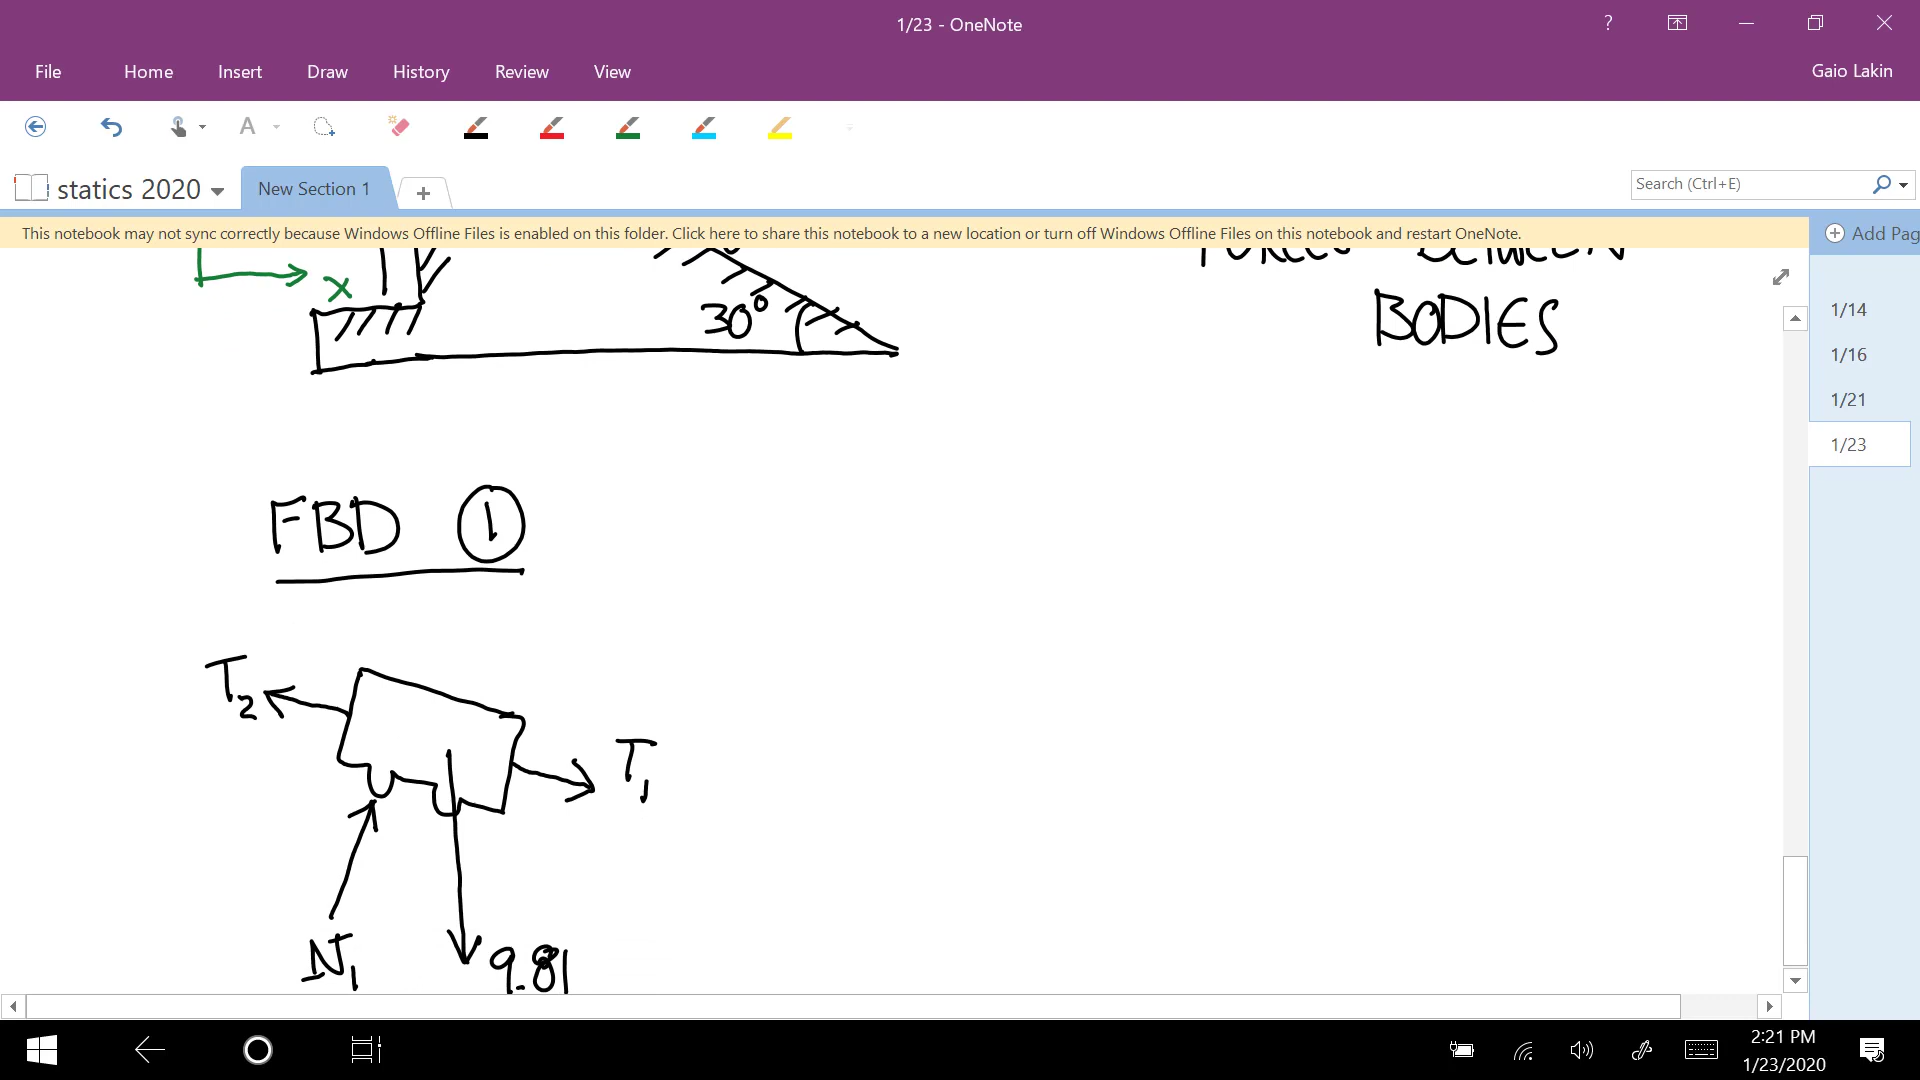 1/23 - OneNote
?
File Home Insert Draw History Review View
Gaio Lakin
A
statics 2020
New Section 1
+
Search (Ctrl+E)
This notebook may not sync correctly because Windows Offline Files is enabled on this folder. Click here to share this notebook to a new location or turn off Windows Offline Files on this notebook and restart OneNote.
Add Pag
1/14
1/16
1/21
1/23
x
30°
BODIES
FBD ①
T₂
T₁
N₁
9.81
2:21 PM
1/23/2020